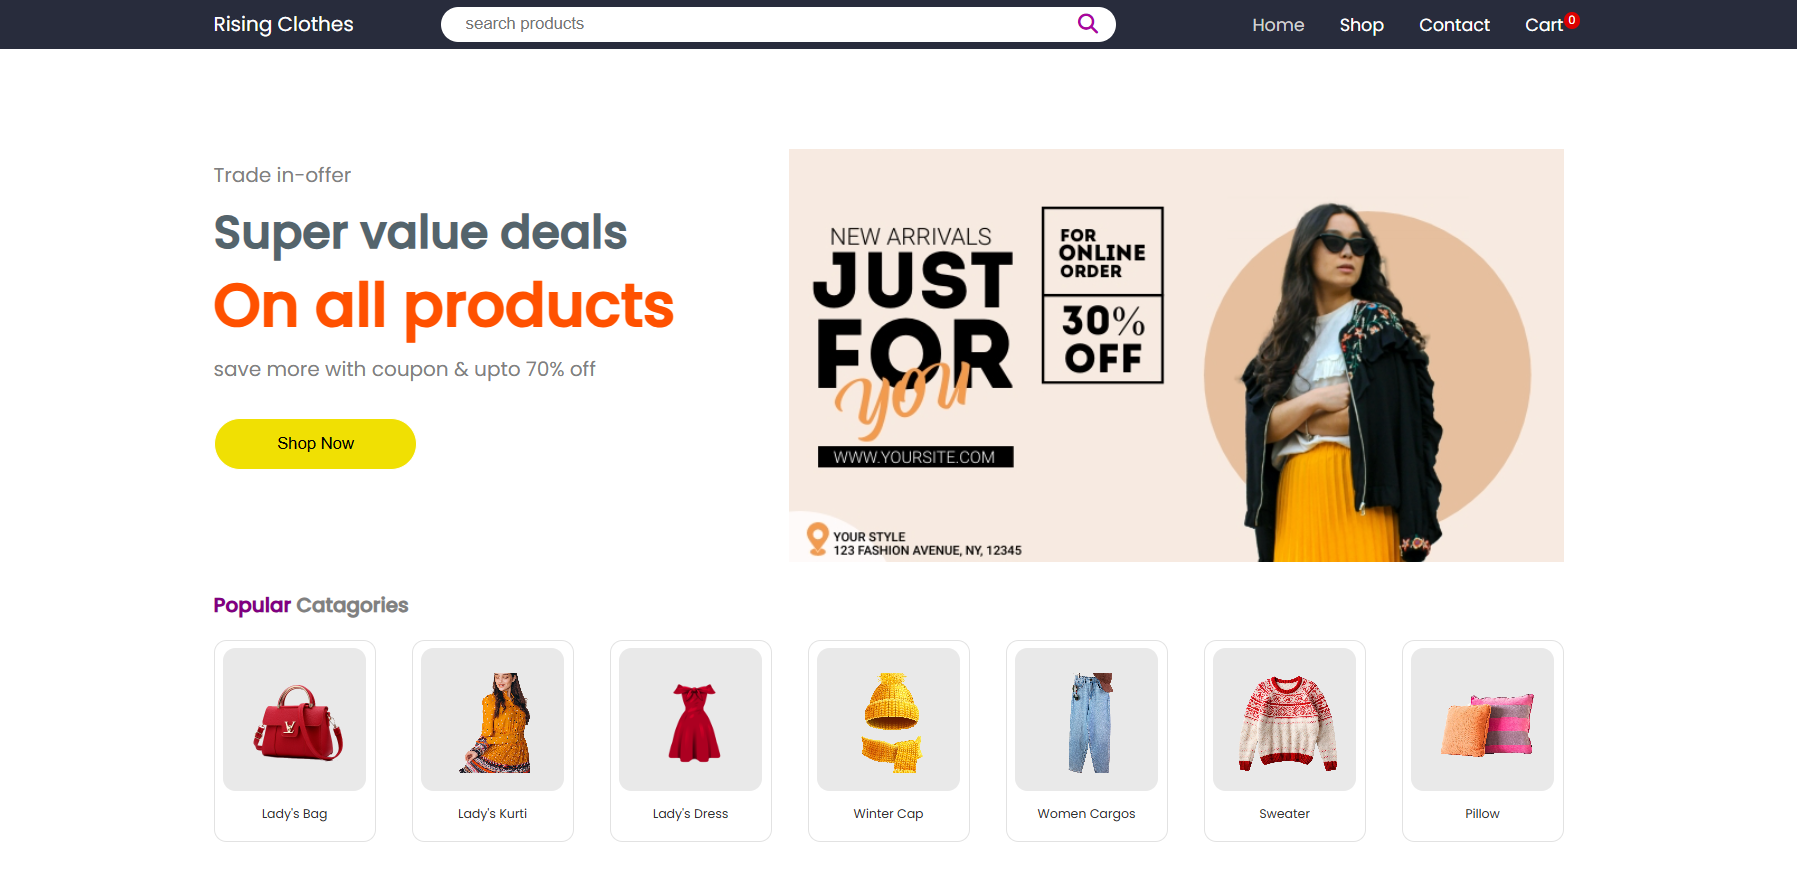 Rising Clothes
search products
Home
Shop
Contact
Cart
0
Trade in-offer
Super value deals
On all products
save more with coupon & upto 70% off
Shop Now
NEW ARRIVALS
JUST
FOR
you
WWW.YOURSITE.COM
FOR
ONLINE
ORDER
30%
OFF
YOUR STYLE
123 FASHION AVENUE, NY, 12345
Popular Catagories
Lady's Bag
Lady's Kurti
Lady's Dress
Winter Cap
Women Cargos
Sweater
Pillow